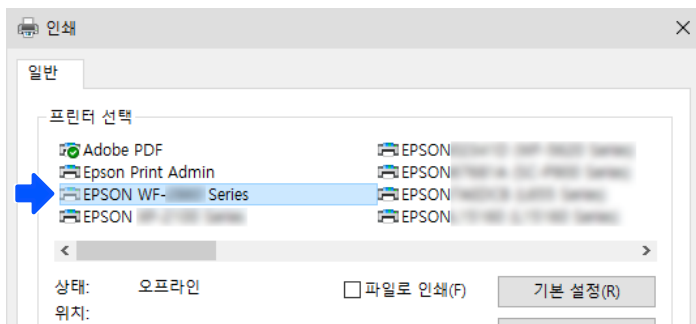 인쇄
일반
프린터 선택
Adobe PDF
Epson Print Admin
EPSON WF- Series
EPSON
EPSON
EPSON
EPSON
EPSON
상태: 오프라인
파일로 인쇄(F)
기본 설정(R)
위치: